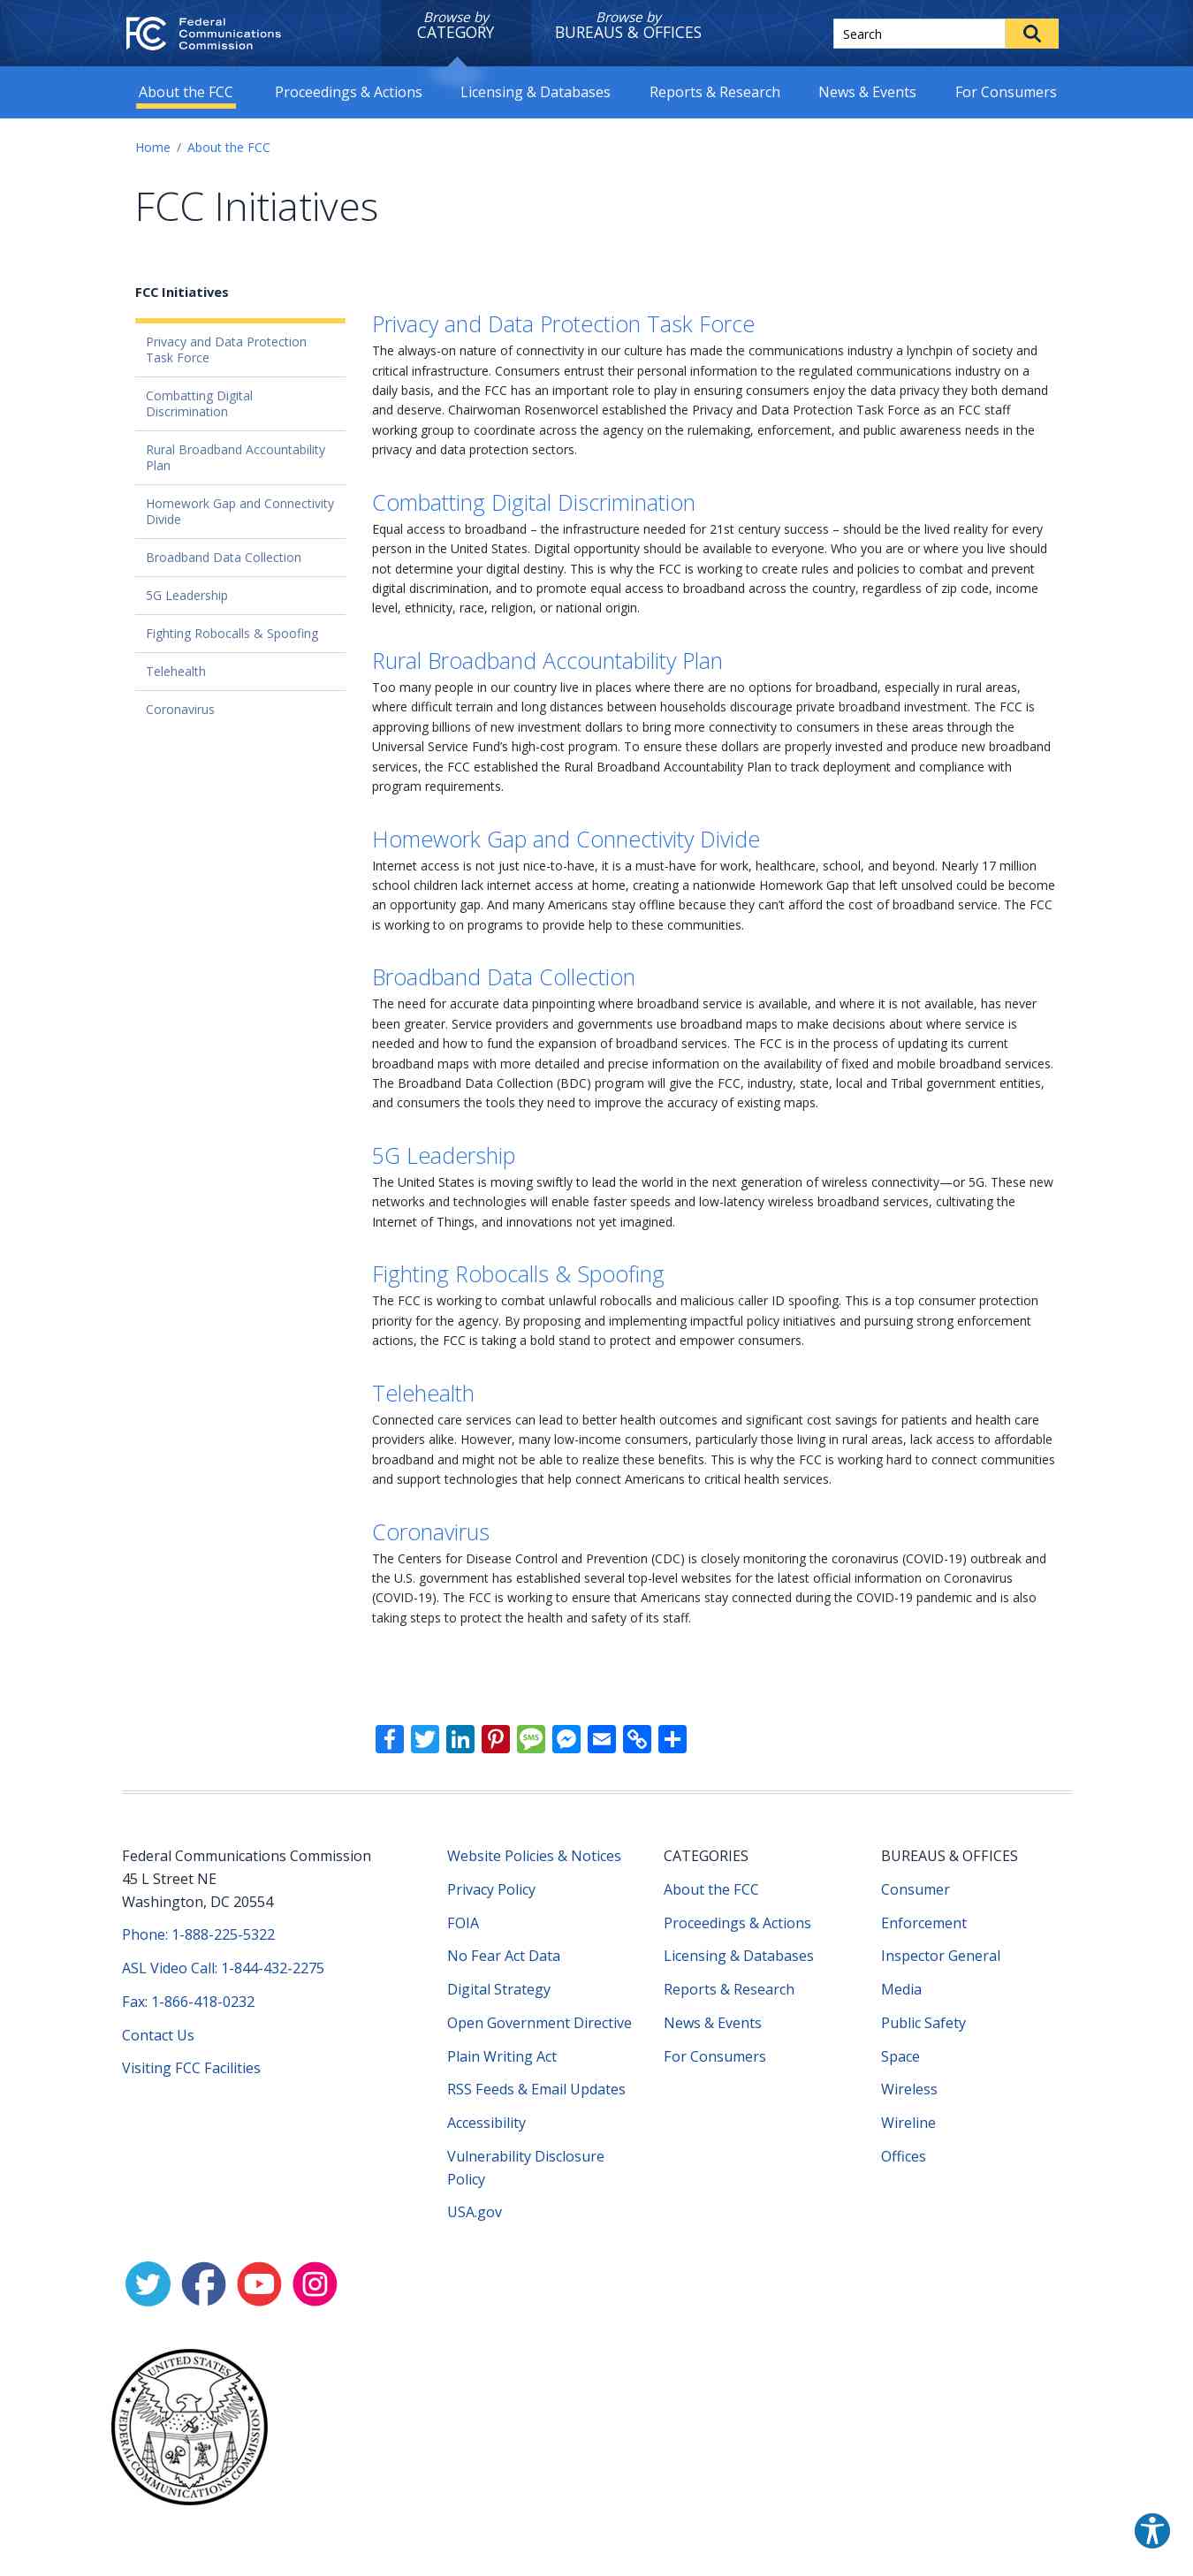 Federal
Communications
Commission
Browse by
CATEGORY
Browse by
BUREAUS & OFFICES
Search
About the FCC
Proceedings & Actions
Licensing & Databases
Reports & Research
News & Events
For Consumers
Home / About the FCC
FCC Initiatives
FCC Initiatives
Privacy and Data Protection
Task Force
Combatting Digital
Discrimination
Rural Broadband Accountability
Plan
Homework Gap and Connectivity
Divide
Broadband Data Collection
5G Leadership
Fighting Robocalls & Spoofing
Telehealth
Coronavirus
Privacy and Data Protection Task Force
The always-on nature of connectivity in our culture has made the communications industry a lynchpin of society and
critical infrastructure. Consumers entrust their personal information to the regulated communications industry on a
daily basis, and the FCC has an important role to play in ensuring consumers enjoy the data privacy they both demand
and deserve. Chairwoman Rosenworcel established the Privacy and Data Protection Task Force as an FCC staff
working group to coordinate across the agency on the rulemaking, enforcement, and public awareness needs in the
privacy and data protection sectors.
Combatting Digital Discrimination
Equal access to broadband – the infrastructure needed for 21st century success – should be the lived reality for every
person in the United States. Digital opportunity should be available to everyone. Who you are or where you live should
not determine your digital destiny. This is why the FCC is working to create rules and policies to combat and prevent
digital discrimination, and to promote equal access to broadband across the country, regardless of zip code, income
level, ethnicity, race, religion, or national origin.
Rural Broadband Accountability Plan
Too many people in our country live in places where there are no options for broadband, especially in rural areas,
where difficult terrain and long distances between households discourage private broadband investment. The FCC is
approving billions of new investment dollars to bring more connectivity to consumers in these areas through the
Universal Service Fund’s high-cost program. To ensure these dollars are properly invested and produce new broadband
services, the FCC established the Rural Broadband Accountability Plan to track deployment and compliance with
program requirements.
Homework Gap and Connectivity Divide
Internet access is not just nice-to-have, it is a must-have for work, healthcare, school, and beyond. Nearly 17 million
school children lack internet access at home, creating a nationwide Homework Gap that left unsolved could be become
an opportunity gap. And many Americans stay offline because they can’t afford the cost of broadband service. The FCC
is working to on programs to provide help to these communities.
Broadband Data Collection
The need for accurate data pinpointing where broadband service is available, and where it is not available, has never
been greater. Service providers and governments use broadband maps to make decisions about where service is
needed and how to fund the expansion of broadband services. The FCC is in the process of updating its current
broadband maps with more detailed and precise information on the availability of fixed and mobile broadband services.
The Broadband Data Collection (BDC) program will give the FCC, industry, state, local and Tribal government entities,
and consumers the tools they need to improve the accuracy of existing maps.
5G Leadership
The United States is moving swiftly to lead the world in the next generation of wireless connectivity—or 5G. These new
networks and technologies will enable faster speeds and low-latency wireless broadband services, cultivating the
Internet of Things, and innovations not yet imagined.
Fighting Robocalls & Spoofing
The FCC is working to combat unlawful robocalls and malicious caller ID spoofing. This is a top consumer protection
priority for the agency. By proposing and implementing impactful policy initiatives and pursuing strong enforcement
actions, the FCC is taking a bold stand to protect and empower consumers.
Telehealth
Connected care services can lead to better health outcomes and significant cost savings for patients and health care
providers alike. However, many low-income consumers, particularly those living in rural areas, lack access to affordable
broadband and might not be able to realize these benefits. This is why the FCC is working hard to connect communities
and support technologies that help connect Americans to critical health services.
Coronavirus
The Centers for Disease Control and Prevention (CDC) is closely monitoring the coronavirus (COVID-19) outbreak and
the U.S. government has established several top-level websites for the latest official information on Coronavirus
(COVID-19). The FCC is working to ensure that Americans stay connected during the COVID-19 pandemic and is also
taking steps to protect the health and safety of its staff.
SMS
Federal Communications Commission
45 L Street NE
Washington, DC 20554
Phone: 1-888-225-5322
ASL Video Call: 1-844-432-2275
Fax: 1-866-418-0232
Contact Us
Visiting FCC Facilities
Website Policies & Notices
Privacy Policy
FOIA
No Fear Act Data
Digital Strategy
Open Government Directive
Plain Writing Act
RSS Feeds & Email Updates
Accessibility
Vulnerability Disclosure
Policy
USA.gov
CATEGORIES
About the FCC
Proceedings & Actions
Licensing & Databases
Reports & Research
News & Events
For Consumers
BUREAUS & OFFICES
Consumer
Enforcement
Inspector General
Media
Public Safety
Space
Wireless
Wireline
Offices
UNITED STATES
FEDERAL COMMUNICATIONS COMMISSION